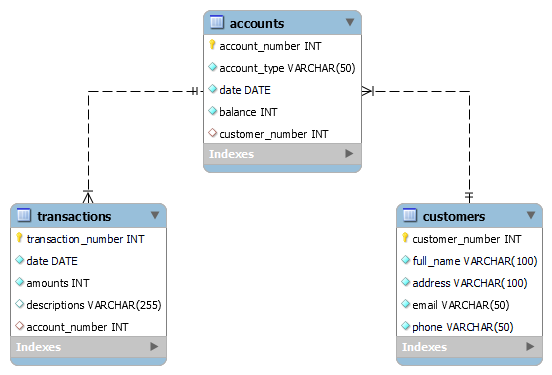 accounts
account_number INT
account_type VARCHAR(50)
date DATE
balance INT
customer_number INT
Indexes
transactions
transaction_number INT
date DATE
amounts INT
descriptions VARCHAR(255)
account_number INT
Indexes
customers
customer_number INT
full_name VARCHAR(100)
address VARCHAR(100)
email VARCHAR(50)
phone VARCHAR(50)
Indexes